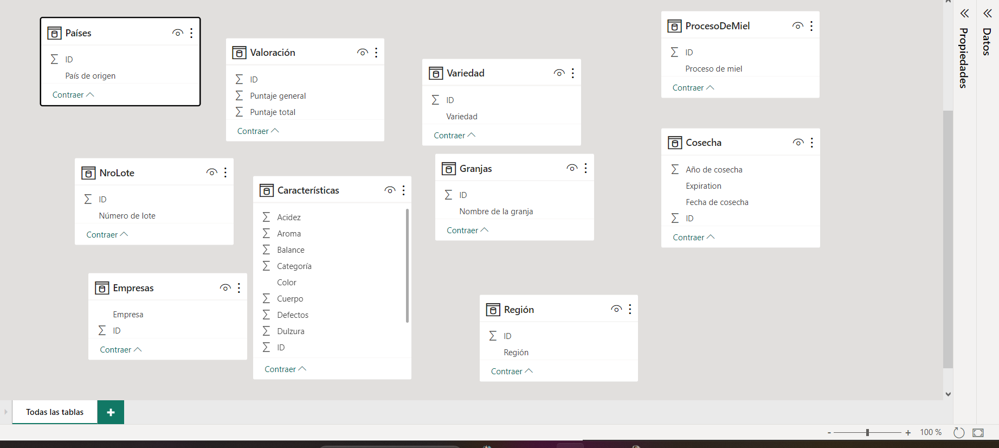 Países
ID
País de origen
Contraer
Valoración
ID
Puntaje general
Puntaje total
Contraer
Variedad
ID
Variedad
Contraer
ProcesoDeMiel
ID
Proceso de miel
Contraer
NroLote
ID
Número de lote
Contraer
Características
Acidez
Aroma
Balance
Categoría
Color
Cuerpo
Defectos
Dulzura
ID
Contraer
Granjas
ID
Nombre de la granja
Contraer
Cosecha
Año de cosecha
Expiration
Fecha de cosecha
ID
Contraer
Empresas
Empresa
ID
Contraer
Región
ID
Región
Contraer
Propiedades
Datos
Todas las tablas
100 %